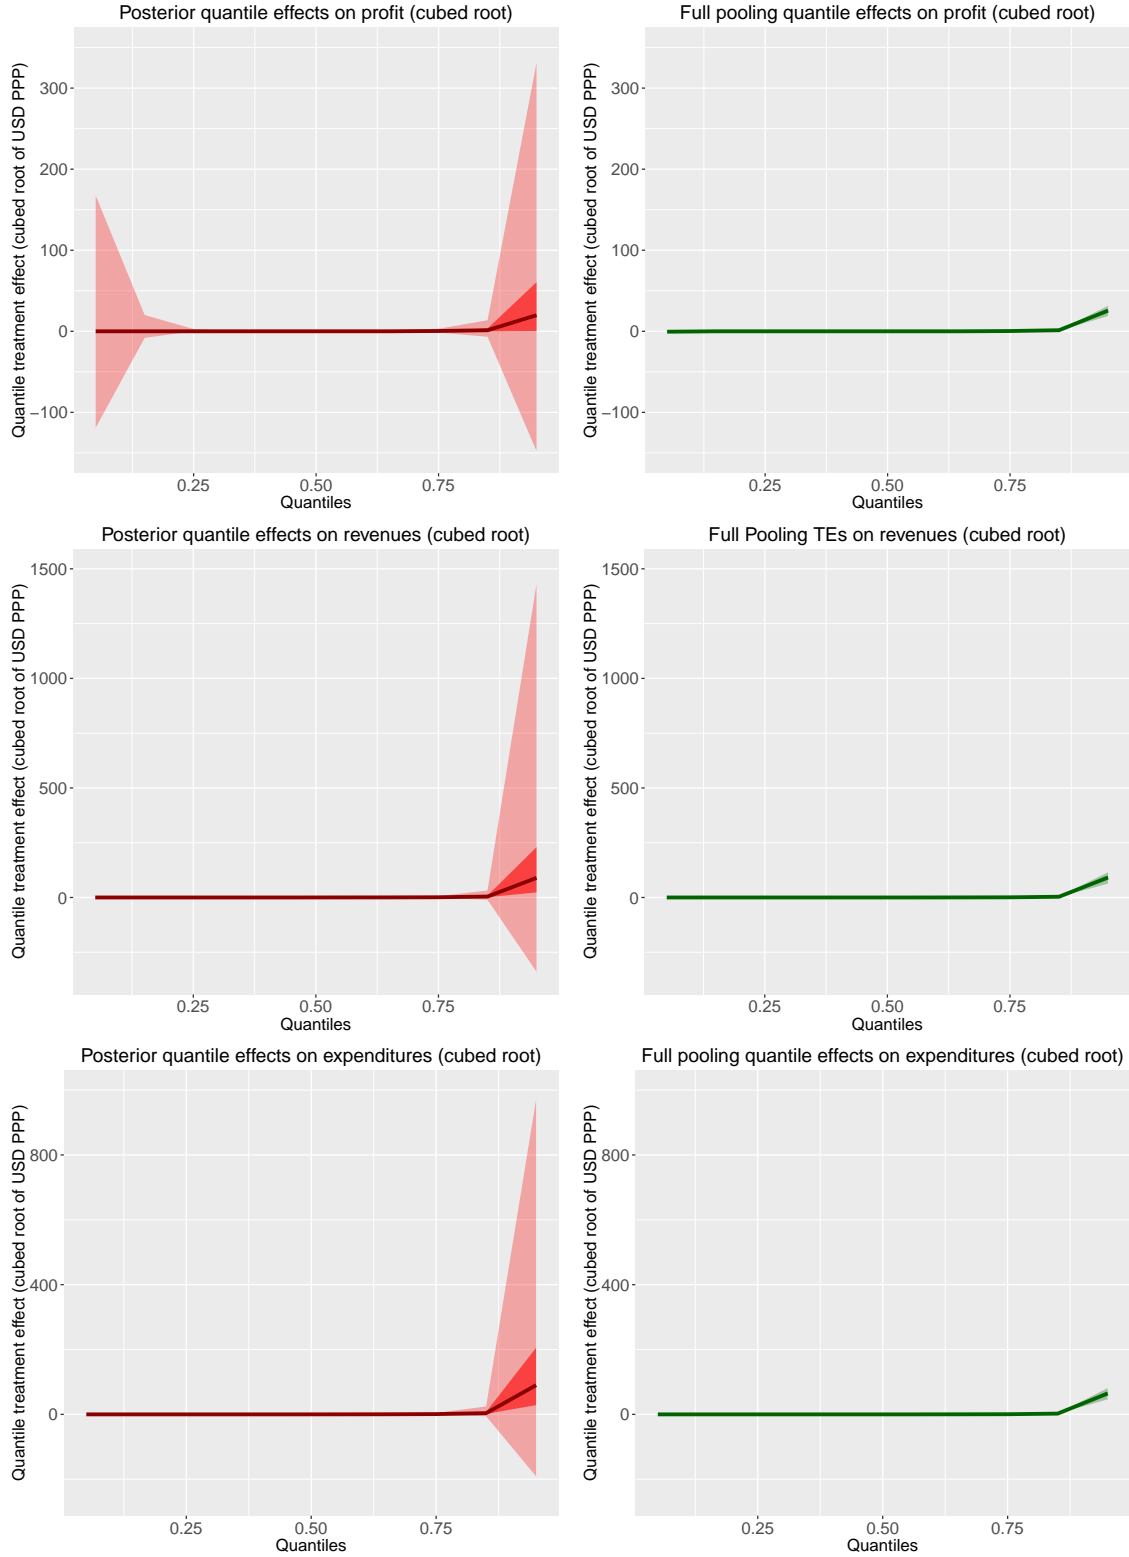 Posterior quantile effects on profit (cubed root)
Quantile treatment effect (cubed root of USD PPP)
300
200
100
0
−100
0.25 0.50 0.75
Quantiles
Full pooling quantile effects on profit (cubed root)
Quantile treatment effect (cubed root of USD PPP)
300
200
100
0
−100
0.25 0.50 0.75
Quantiles
Posterior quantile effects on revenues (cubed root)
Quantile treatment effect (cubed root of USD PPP)
1500
1000
500
0
0.25 0.50 0.75
Quantiles
Full Pooling TEs on revenues (cubed root)
Quantile treatment effect (cubed root of USD PPP)
1500
1000
500
0
0.25 0.50 0.75
Quantiles
Posterior quantile effects on expenditures (cubed root)
Quantile treatment effect (cubed root of USD PPP)
800
400
0
0.25 0.50 0.75
Quantiles
Full pooling quantile effects on expenditures (cubed root)
Quantile treatment effect (cubed root of USD PPP)
800
400
0
0.25 0.50 0.75
Quantiles